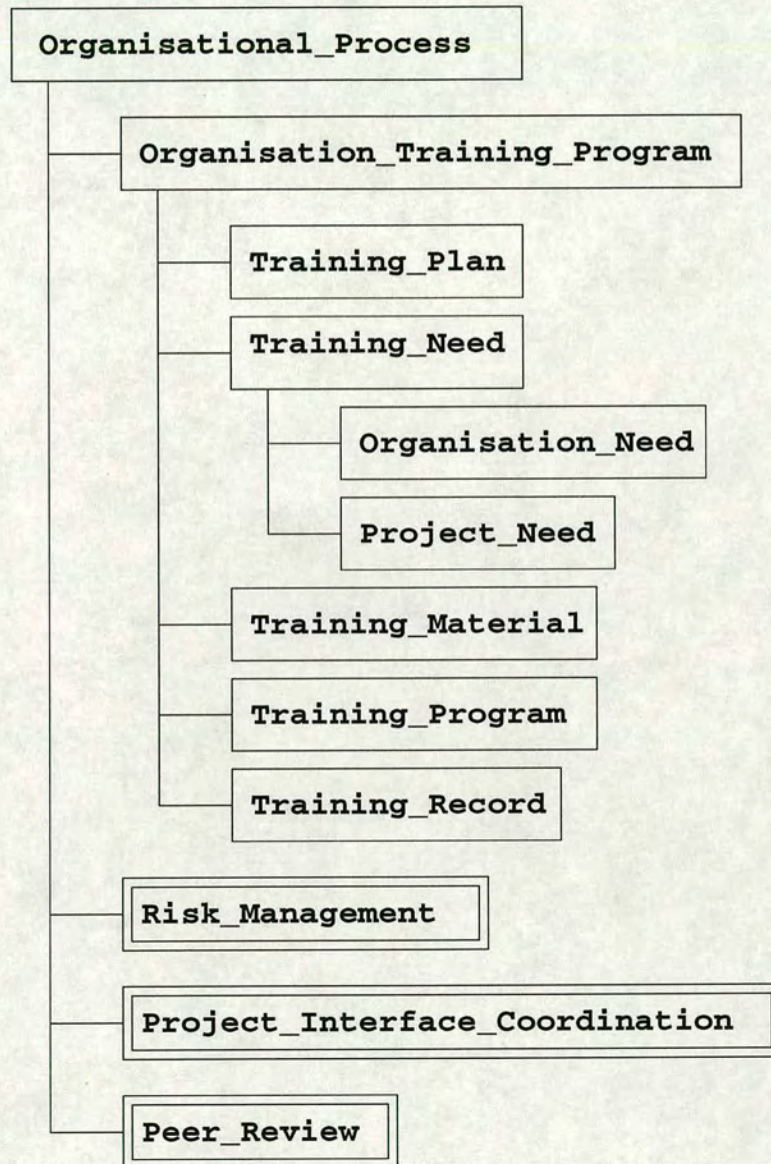 Organisational_Process
Organisation_Training_Program
Training_Plan
Training_Need
Organisation_Need
Project_Need
Training_Material
Training_Program
Training_Record
Risk_Management
Project_Interface_Coordination
Peer_Review